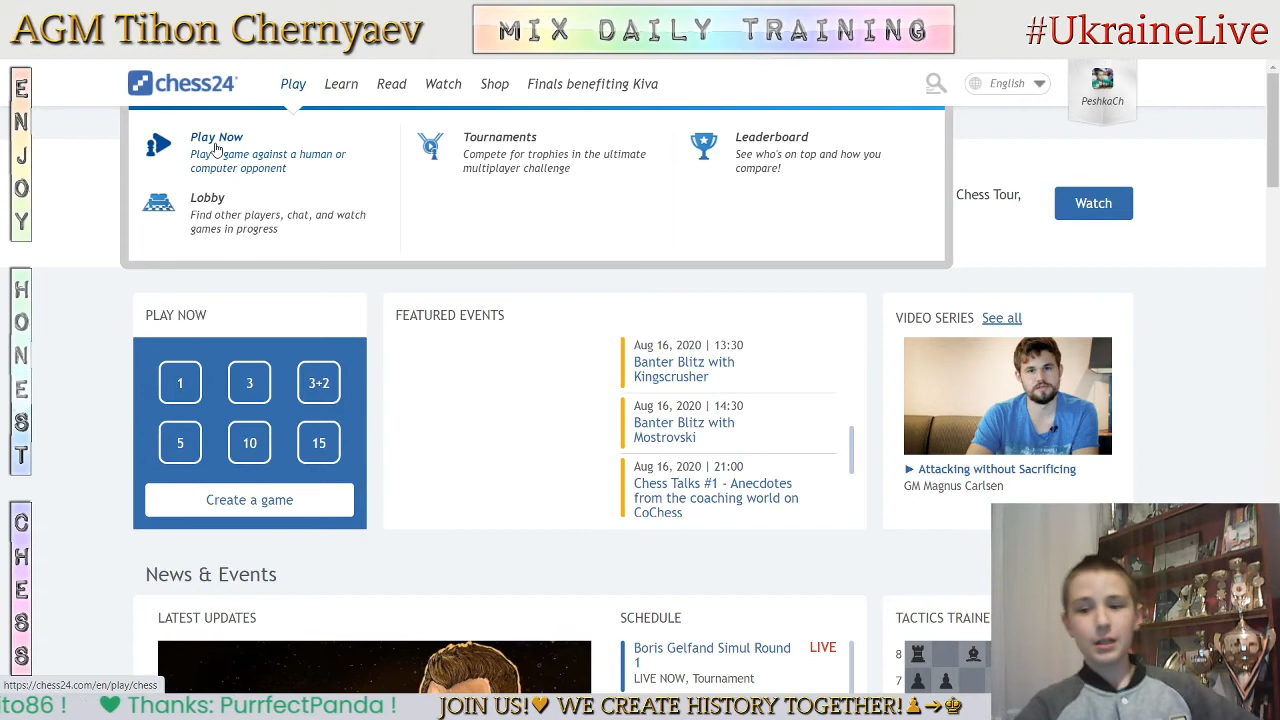 AGM Tihon Chernyaev
MIX DAILY TRAINING
#UkraineLive
ENJOY
HONEST
CHESS
chess24
Play
Learn
Read
Watch
Shop
Finals benefiting Kiva
English
PeshkaCh
Play Now
Play a game against a human or
computer opponent
Lobby
Find other players, chat, and watch
games in progress
Tournaments
Compete for trophies in the ultimate
multiplayer challenge
Leaderboard
See who's on top and how you
compare!
Chess Tour,
Watch
PLAY NOW
1
3
3+2
5
10
15
Create a game
FEATURED EVENTS
Aug 16, 2020 | 13:30
Banter Blitz with
Kingscrusher
Aug 16, 2020 | 14:30
Banter Blitz with
Mostrovski
Aug 16, 2020 | 21:00
Chess Talks #1 - Anecdotes
from the coaching world on
CoChess
VIDEO SERIES See all
Attacking without Sacrificing
GM Magnus Carlsen
News & Events
LATEST UPDATES
SCHEDULE
Boris Gelfand Simul Round
1
LIVE
LIVE NOW, Tournament
TACTICS TRAINE
8
7
https://chess24.com/en/play/chess
ito86 !
Thanks: PurrfectPanda !
JOIN US! WE CREATE HISTORY TOGETHER!